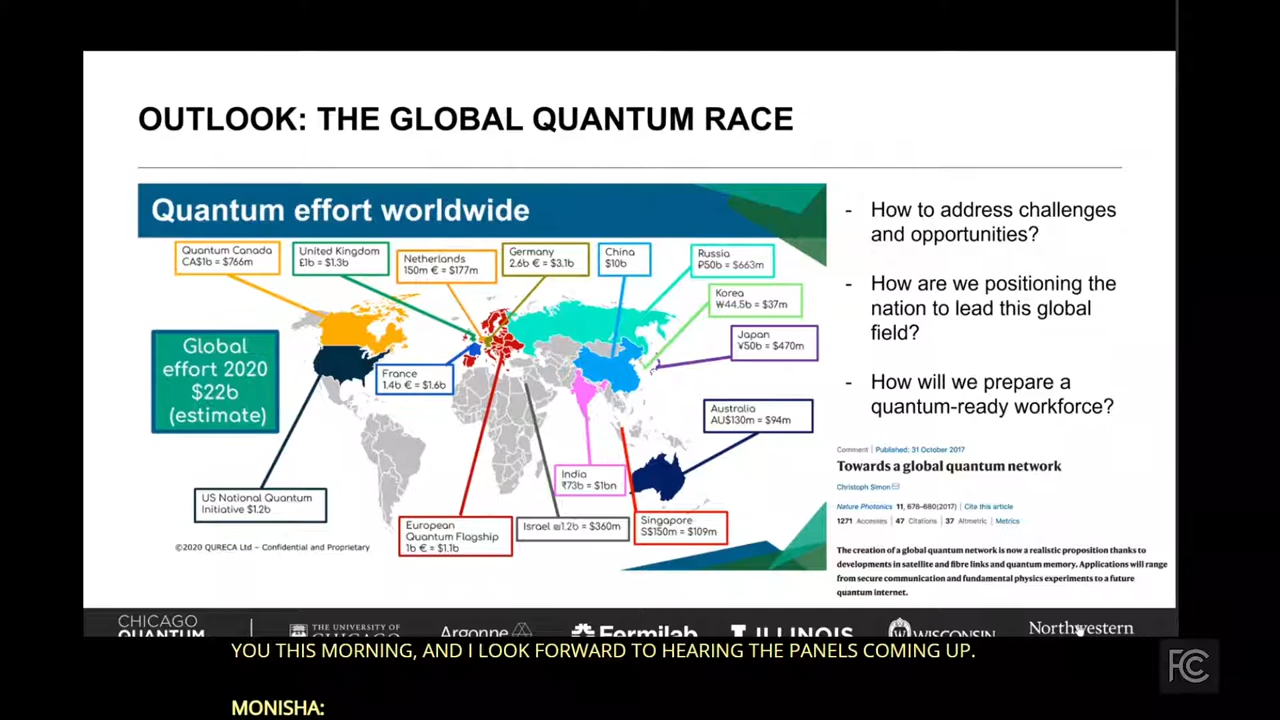 OUTLOOK: THE GLOBAL QUANTUM RACE
Quantum effort worldwide
Quantum Canada
CA$1b = $766m
United Kingdom
£1b = $1.3b
Netherlands
150m € = $177m
Germany
2.6b € = $3.1b
China
$10b
Russia
₽50b = $663m
Korea
₩44.5b = $37m
Japan
¥50b = $470m
Global
effort 2020
$22b
(estimate)
France
1.4b € = $1.6b
Australia
AU$130m = $94m
India
₹73b = $1bn
US National Quantum
Initiative $1.2b
European
Quantum Flagship
1b € = $1.1b
Israel ₪1.2b = $360m
Singapore
S$150m = $109m
©2020 QURECA Ltd – Confidential and Proprietary
- How to address challenges
and opportunities?
- How are we positioning the
nation to lead this global
field?
- How will we prepare a
quantum-ready workforce?
Comment | Published: 31 October 2017
Towards a global quantum network
Christoph Simon
Nature Photonics 11, 678–680(2017) | Cite this article
1271 Accesses | 47 Citations | 37 Altmetric | Metrics
The creation of a global quantum network is now a realistic proposition thanks to
developments in satellite and fibre links and quantum memory. Applications will range
from secure communication and fundamental physics experiments to a future
quantum internet.
CHICAGO
QUANTUM
THE UNIVERSITY OF
CHICAGO
Argonne
Fermilab
ILLINOIS
WISCONSIN
Northwestern
YOU THIS MORNING, AND I LOOK FORWARD TO HEARING THE PANELS COMING UP.
MONISHA:
FCC